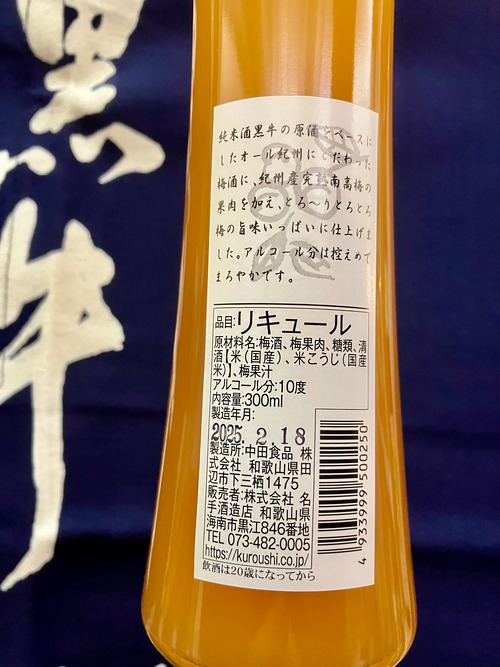 黒
牛
純米酒黒牛の原酒をベースに
したオール紀州にこだわった
梅酒に、紀州産完熟南高梅の
果肉を加え、とろ〜りとろとろ
梅の旨味いっぱいに仕上げま
した。アルコール分は控えめで
まろやかです。
品目:リキュール
原材料名:梅酒、梅果肉、糖類、清
酒【米(国産)、米こうじ(国産
米)】、梅果汁
アルコール分:10度
内容量:300ml
製造年月:
2025.2.18
製造所:中田食品 株
式会社 和歌山県田
辺市下三栖1475
販売者:株式会社 名
手酒造店 和歌山県
海南市黒江846番地
TEL 073-482-0005
https://kuroushi.co.jp/
飲酒は20歳になってから
4 933999 500250